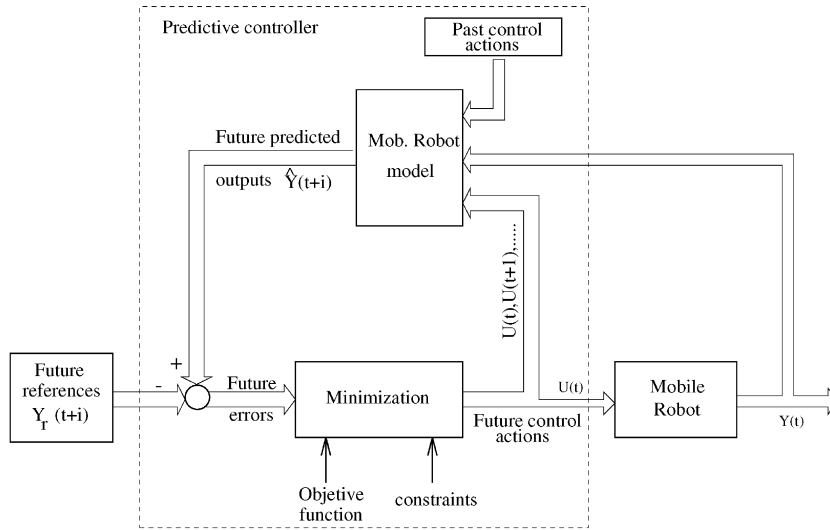 Predictive controller
Past control
actions
Mob. Robot
model
Future predicted
outputs Ŷ(t+i)
U(t),U(t+1),......
Future
references
Yr (t+i)
+
-
Future
errors
Minimization
U(t)
Future control
actions
Mobile
Robot
Y(t)
Objetive
function
constraints